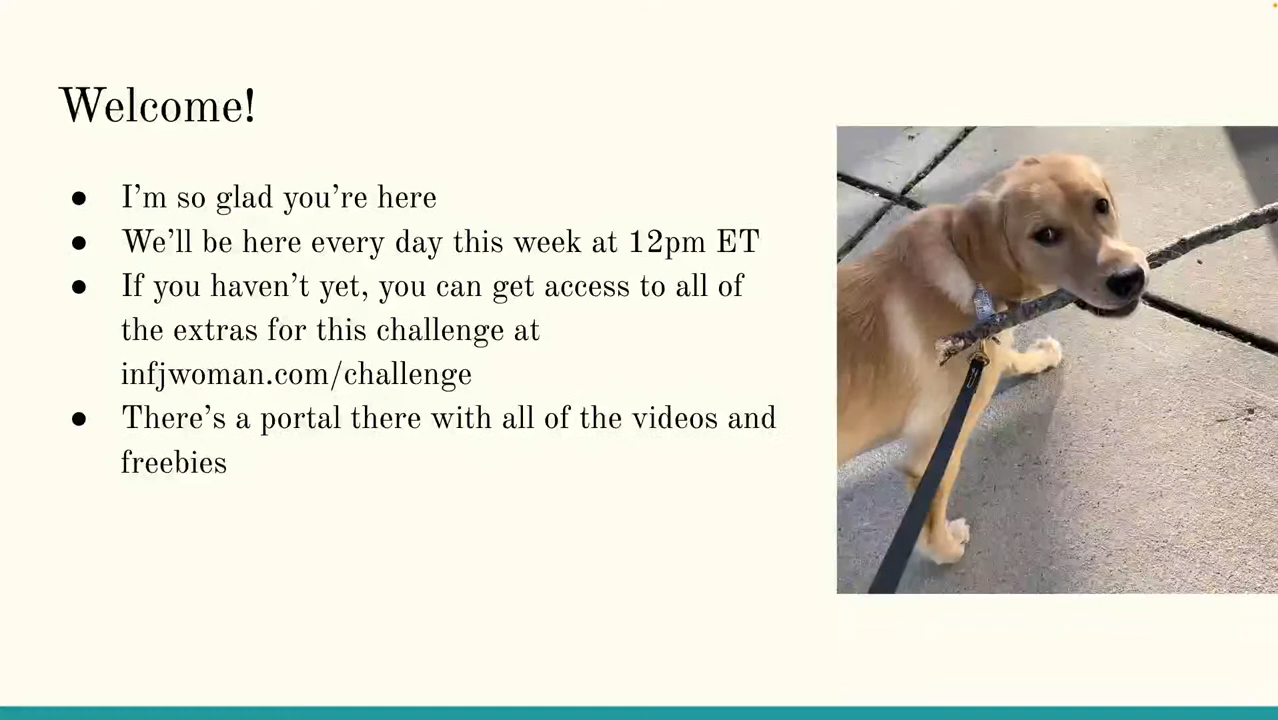 Welcome!
● I’m so glad you’re here
● We’ll be here every day this week at 12pm ET
● If you haven’t yet, you can get access to all of
the extras for this challenge at
infjwoman.com/challenge
● There’s a portal there with all of the videos and
freebies